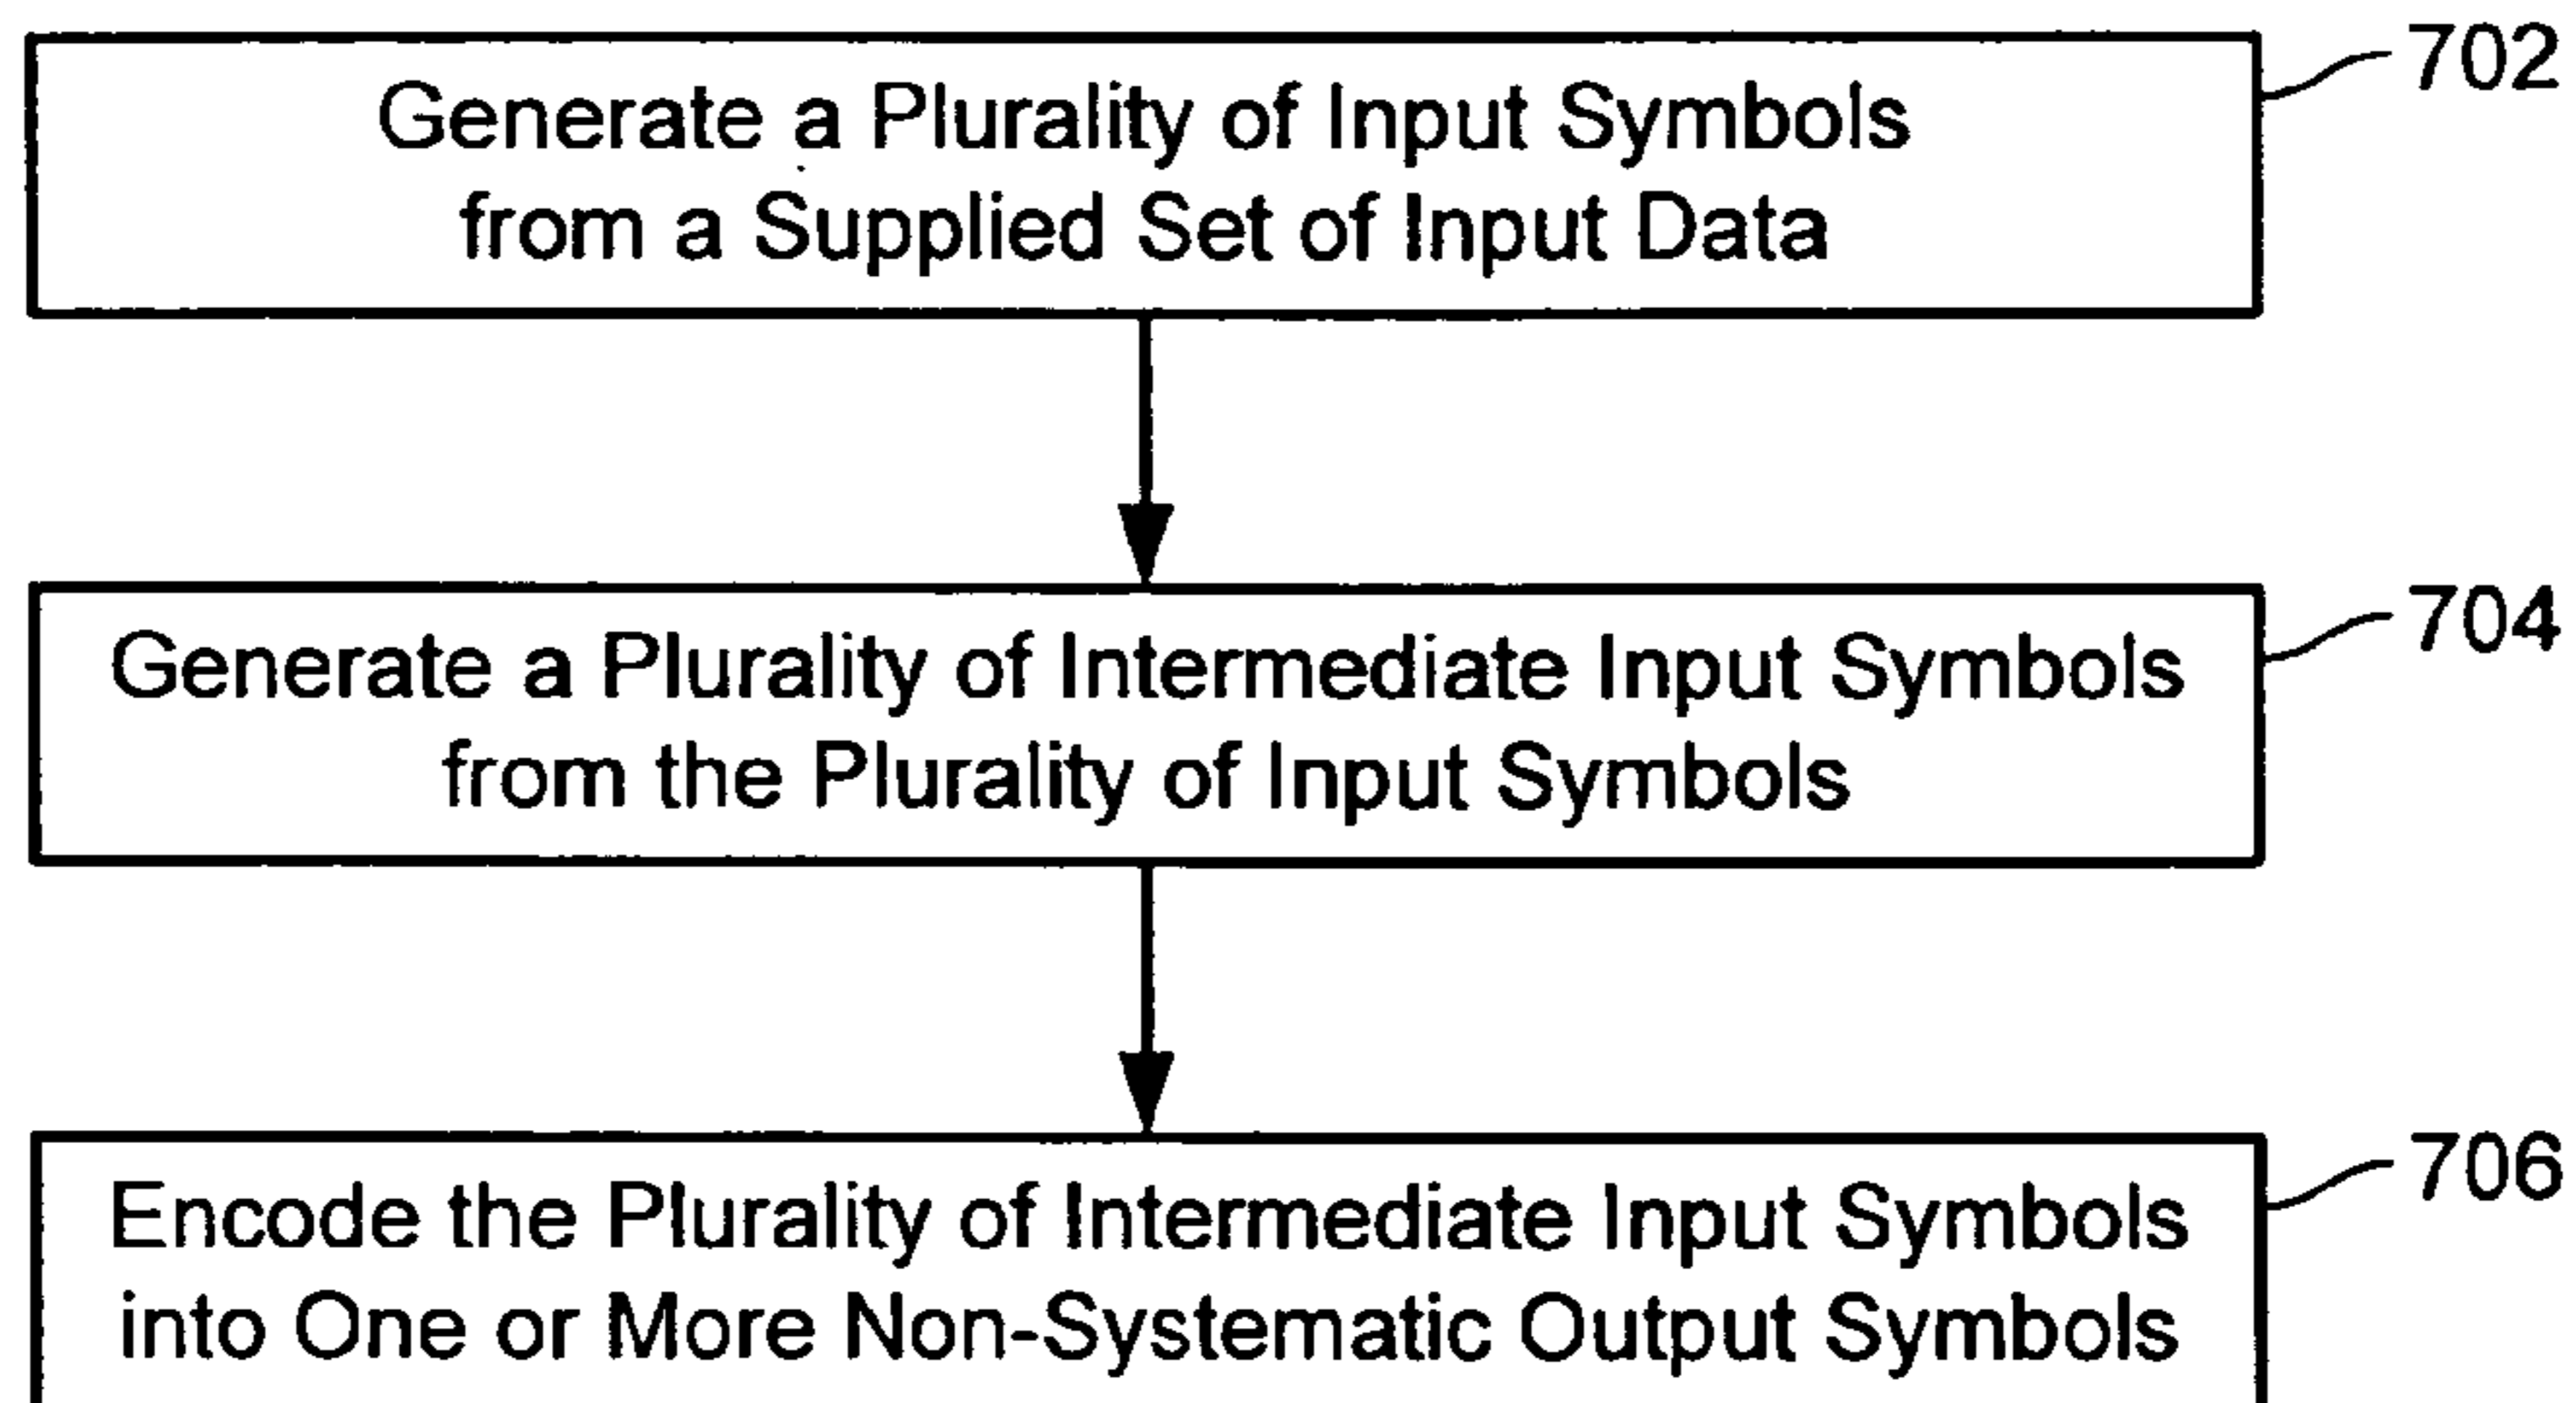 702
Generate a Plurality of Input Symbols
from a Supplied Set of Input Data
704
Generate a Plurality of Intermediate Input Symbols
from the Plurality of Input Symbols
706
Encode the Plurality of Intermediate Input Symbols
into One or More Non-Systematic Output Symbols